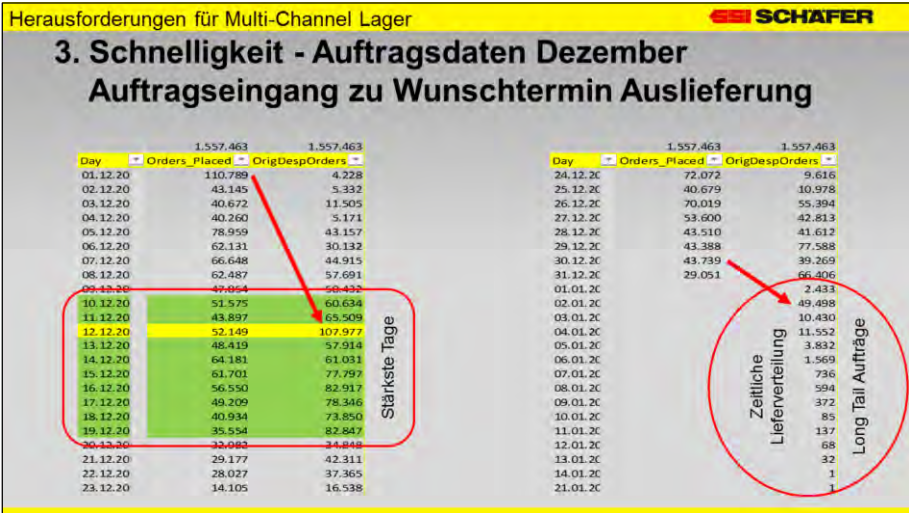 Herausforderungen für Multi-Channel Lager
SSI SCHÄFER
3. Schnelligkeit - Auftragsdaten Dezember
Auftragseingang zu Wunschtermin Auslieferung
1.557.463 1.557.463
Day Orders_Placed OrigDespOrders
01.12.20 110.789 4.228
02.12.20 43.145 5.332
03.12.20 40.672 11.505
04.12.20 40.260 5.171
05.12.20 78.959 43.157
06.12.20 62.131 30.132
07.12.20 66.648 44.915
08.12.20 62.487 57.691
09.12.20 47.054 58.432
10.12.20 51.575 60.634
11.12.20 43.897 65.509
12.12.20 52.149 107.977
13.12.20 48.419 57.914
14.12.20 64.181 61.031
15.12.20 61.701 77.797
16.12.20 56.550 82.917
17.12.20 49.209 78.346
18.12.20 40.934 73.850
19.12.20 35.554 82.847
20.12.20 32.082 34.848
21.12.20 29.177 42.311
22.12.20 28.027 37.365
23.12.20 14.105 16.538
Stärkste Tage
1.557.463 1.557.463
Day Orders_Placed OrigDespOrders
24.12.20 72.072 9.616
25.12.20 40.679 10.978
26.12.20 70.019 55.394
27.12.20 53.600 42.813
28.12.20 43.510 41.612
29.12.20 43.388 77.588
30.12.20 43.739 39.269
31.12.20 29.051 66.406
01.01.20 2.433
02.01.20 49.498
03.01.20 10.430
04.01.20 11.552
05.01.20 3.832
06.01.20 1.569
07.01.20 736
08.01.20 594
09.01.20 372
10.01.20 85
11.01.20 137
12.01.20 68
13.01.20 32
14.01.20 1
21.01.20 1
Zeitliche
Lieferverteilung
Long Tail Aufträge